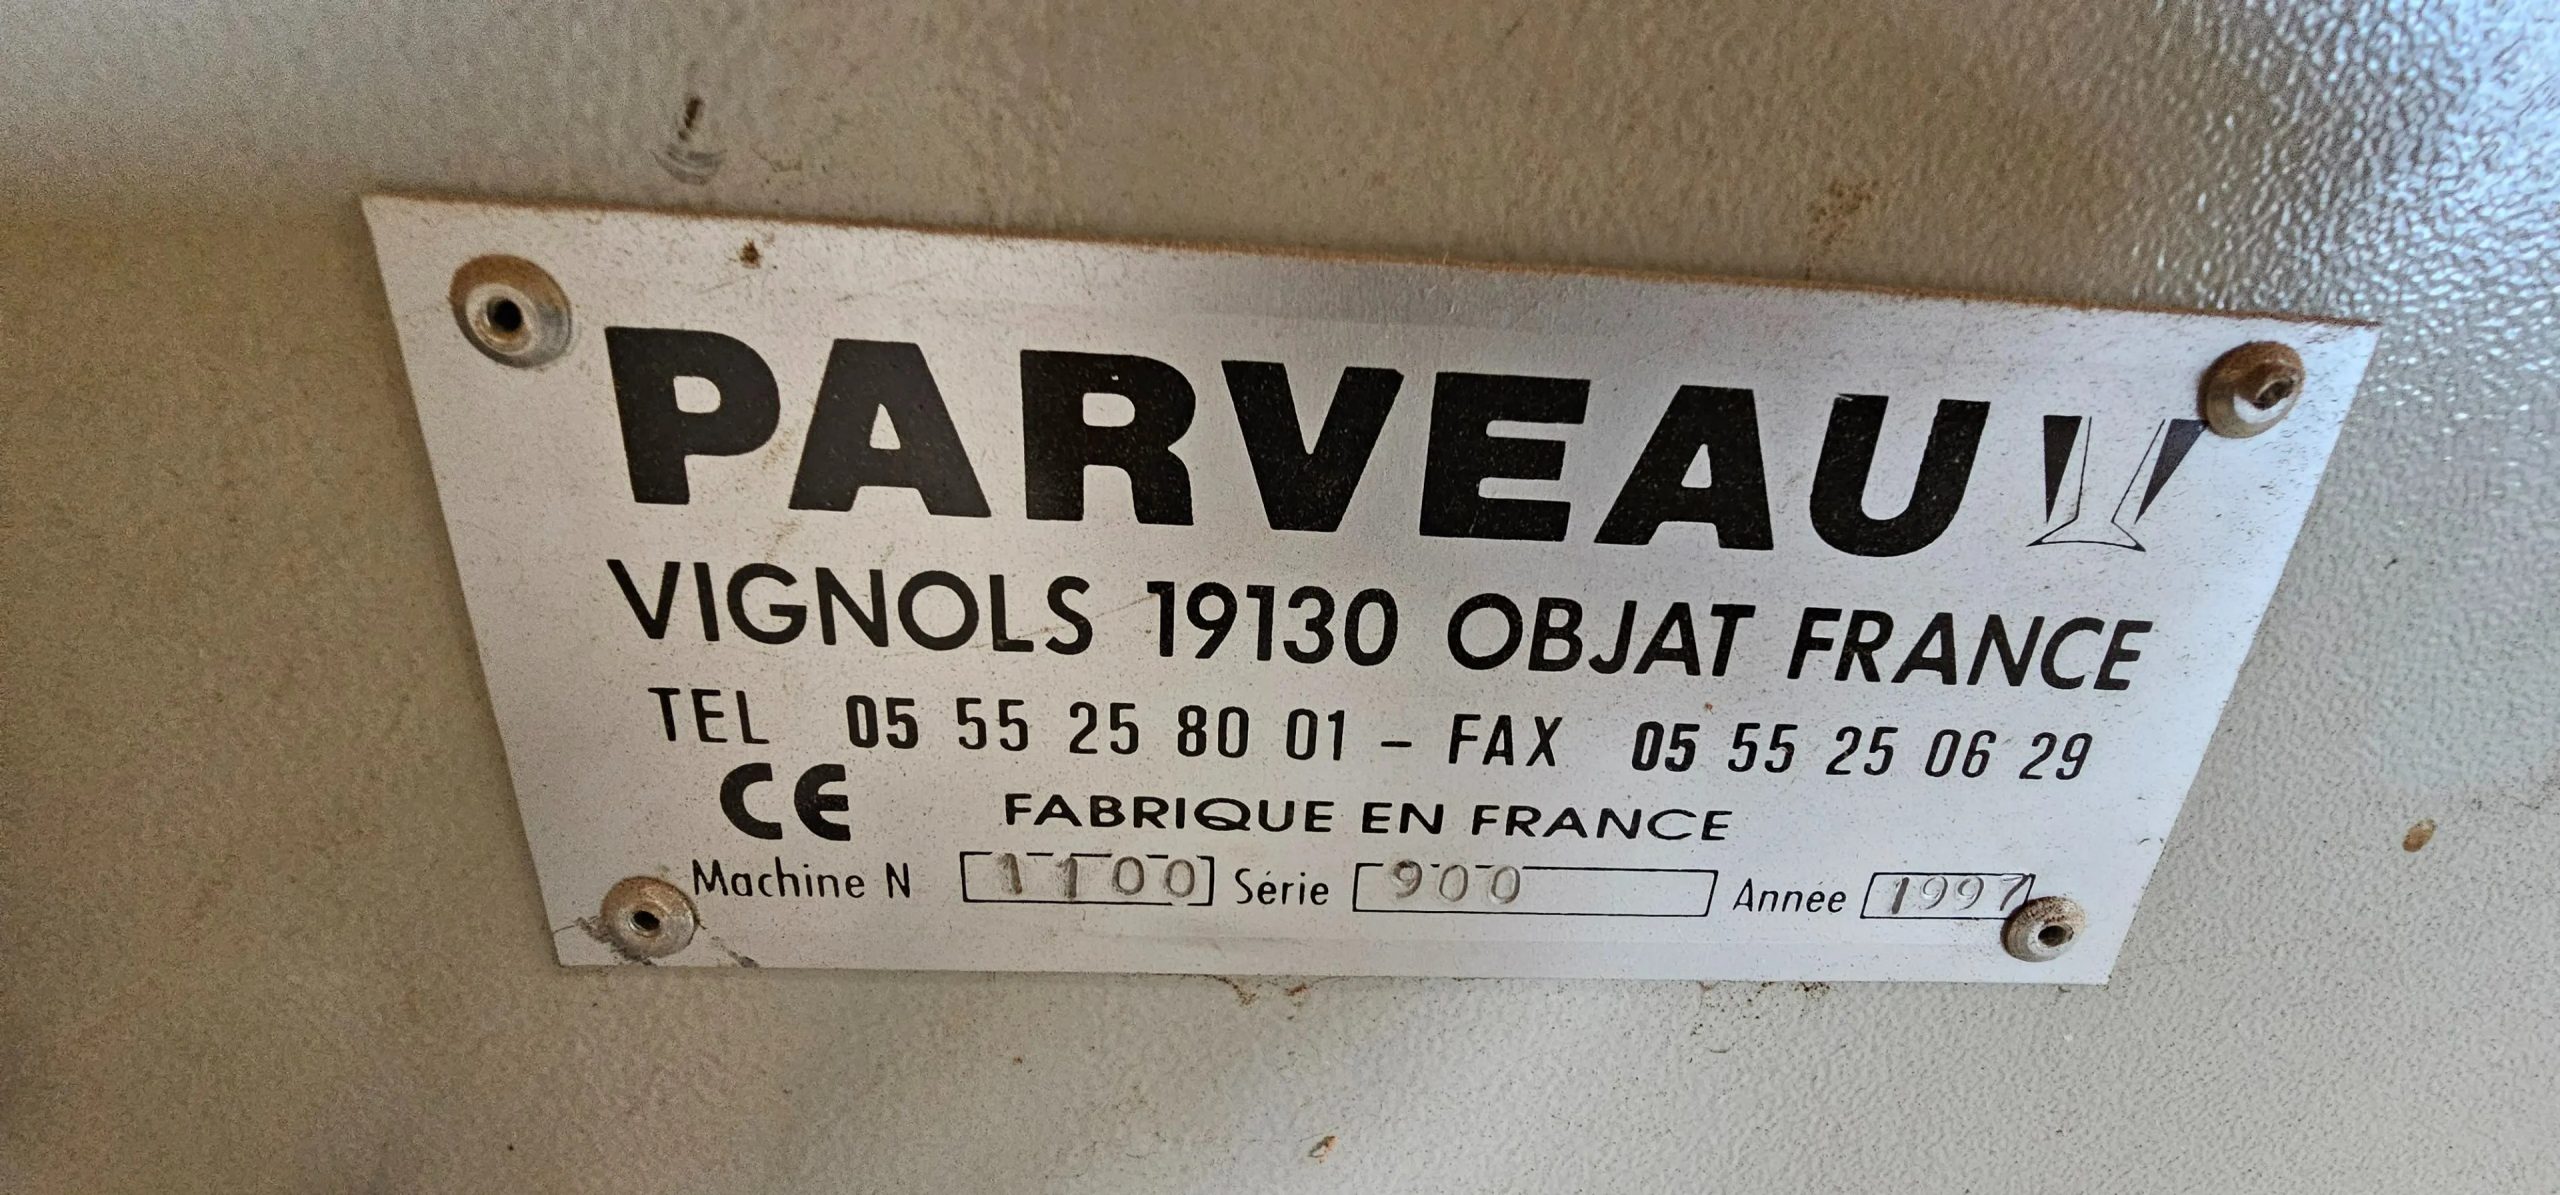 PARVEAU
VIGNOLS 19130 OBJAT FRANCE
TEL 05 55 25 80 01 - FAX 05 55 25 06 29
CE FABRIQUE EN FRANCE
Machine N 1100 Série 900 Année 1997